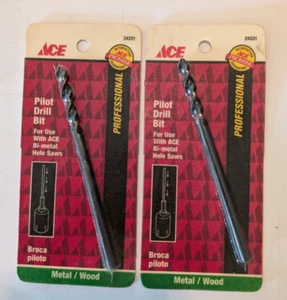 ACE
24331
PROFESSIONAL
Pilot
Drill
Bit
For Use
With ACE
Bi-metal
Hole Saws
Broca
piloto
Metal / Wood
ACE
24331
PROFESSIONAL
Pilot
Drill
Bit
For Use
With ACE
Bi-metal
Hole Saws
Broca
piloto
Metal / Wood